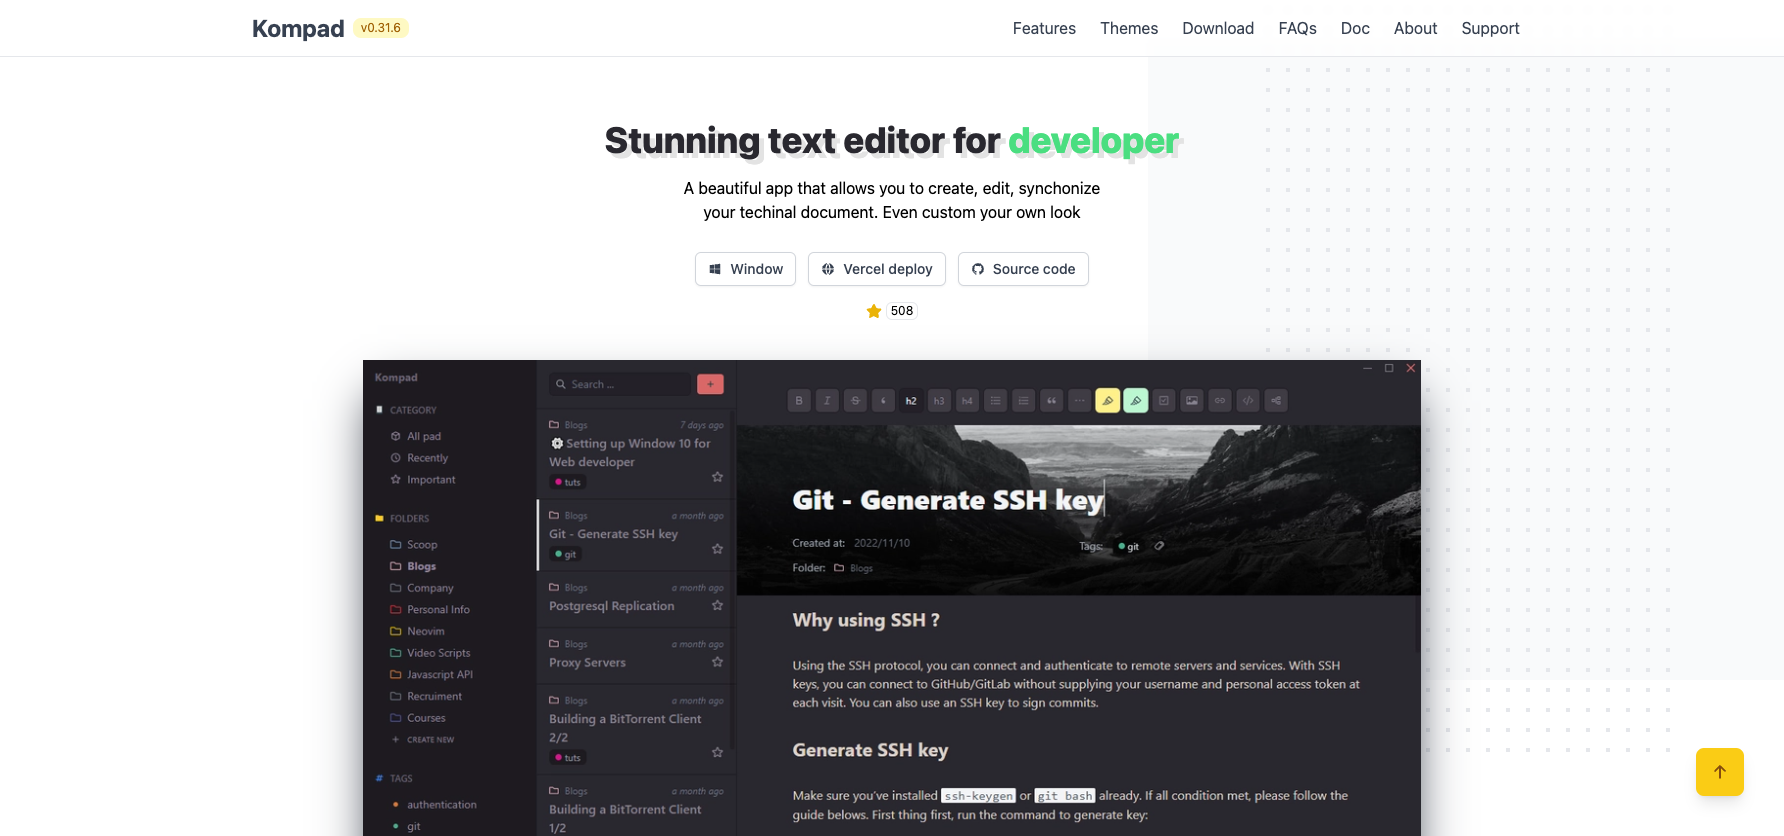 Kompad v0.31.6
Features Themes Download FAQs Doc About Support
Stunning text editor for developer
A beautiful app that allows you to create, edit, synchonize
your techinal document. Even custom your own look
Window
Vercel deploy
Source code
508
Kompad
CATEGORY
All pad
Recently
Important
FOLDERS
Scoop
Blogs
Company
Personal Info
Neovim
Video Scripts
Javascript API
Recruiment
Courses
+ CREATE NEW
# TAGS
authentication
git
Search ...
+
Blogs 7 days ago
Setting up Window 10 for
Web developer
tuts
Blogs a month ago
Git - Generate SSH key
git
Blogs a month ago
Postgresql Replication
Blogs a month ago
Proxy Servers
Blogs a month ago
Building a BitTorrent Client
2/2
tuts
Blogs a month ago
Building a BitTorrent Client
1/2
B I S h2 h3 h4
Git - Generate SSH key
Created at: 2022/11/10
Tags: git
Folder: Blogs
Why using SSH ?
Using the SSH protocol, you can connect and authenticate to remote servers and services. With SSH
keys, you can connect to GitHub/GitLab without supplying your username and personal access token at
each visit. You can also use an SSH key to sign commits.
Generate SSH key
Make sure you've installed ssh-keygen or git bash already. If all condition met, please follow the
guide belows. First thing first, run the command to generate key: